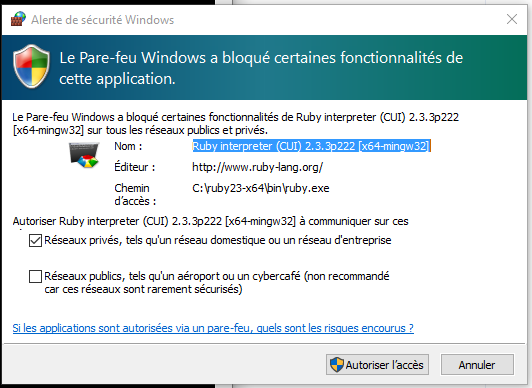 Alerte de sécurité Windows
Le Pare-feu Windows a bloqué certaines fonctionnalités de
cette application.
Le Pare-feu Windows a bloqué certaines fonctionnalités de Ruby interpreter (CUI) 2.3.3p222
[x64-mingw32] sur tous les réseaux publics et privés.
Nom : Ruby interpreter (CUI) 2.3.3p222 [x64-mingw32]
Éditeur : http://www.ruby-lang.org/
Chemin C:\ruby23-x64\bin\ruby.exe
d'accès :
Autoriser Ruby interpreter (CUI) 2.3.3p222 [x64-mingw32] à communiquer sur ces
Réseaux privés, tels qu'un réseau domestique ou un réseau d'entreprise
Réseaux publics, tels qu'un aéroport ou un cybercafé (non recommandé
car ces réseaux sont rarement sécurisés)
Si les applications sont autorisées via un pare-feu, quels sont les risques encourus ?
Autoriser l'accès Annuler